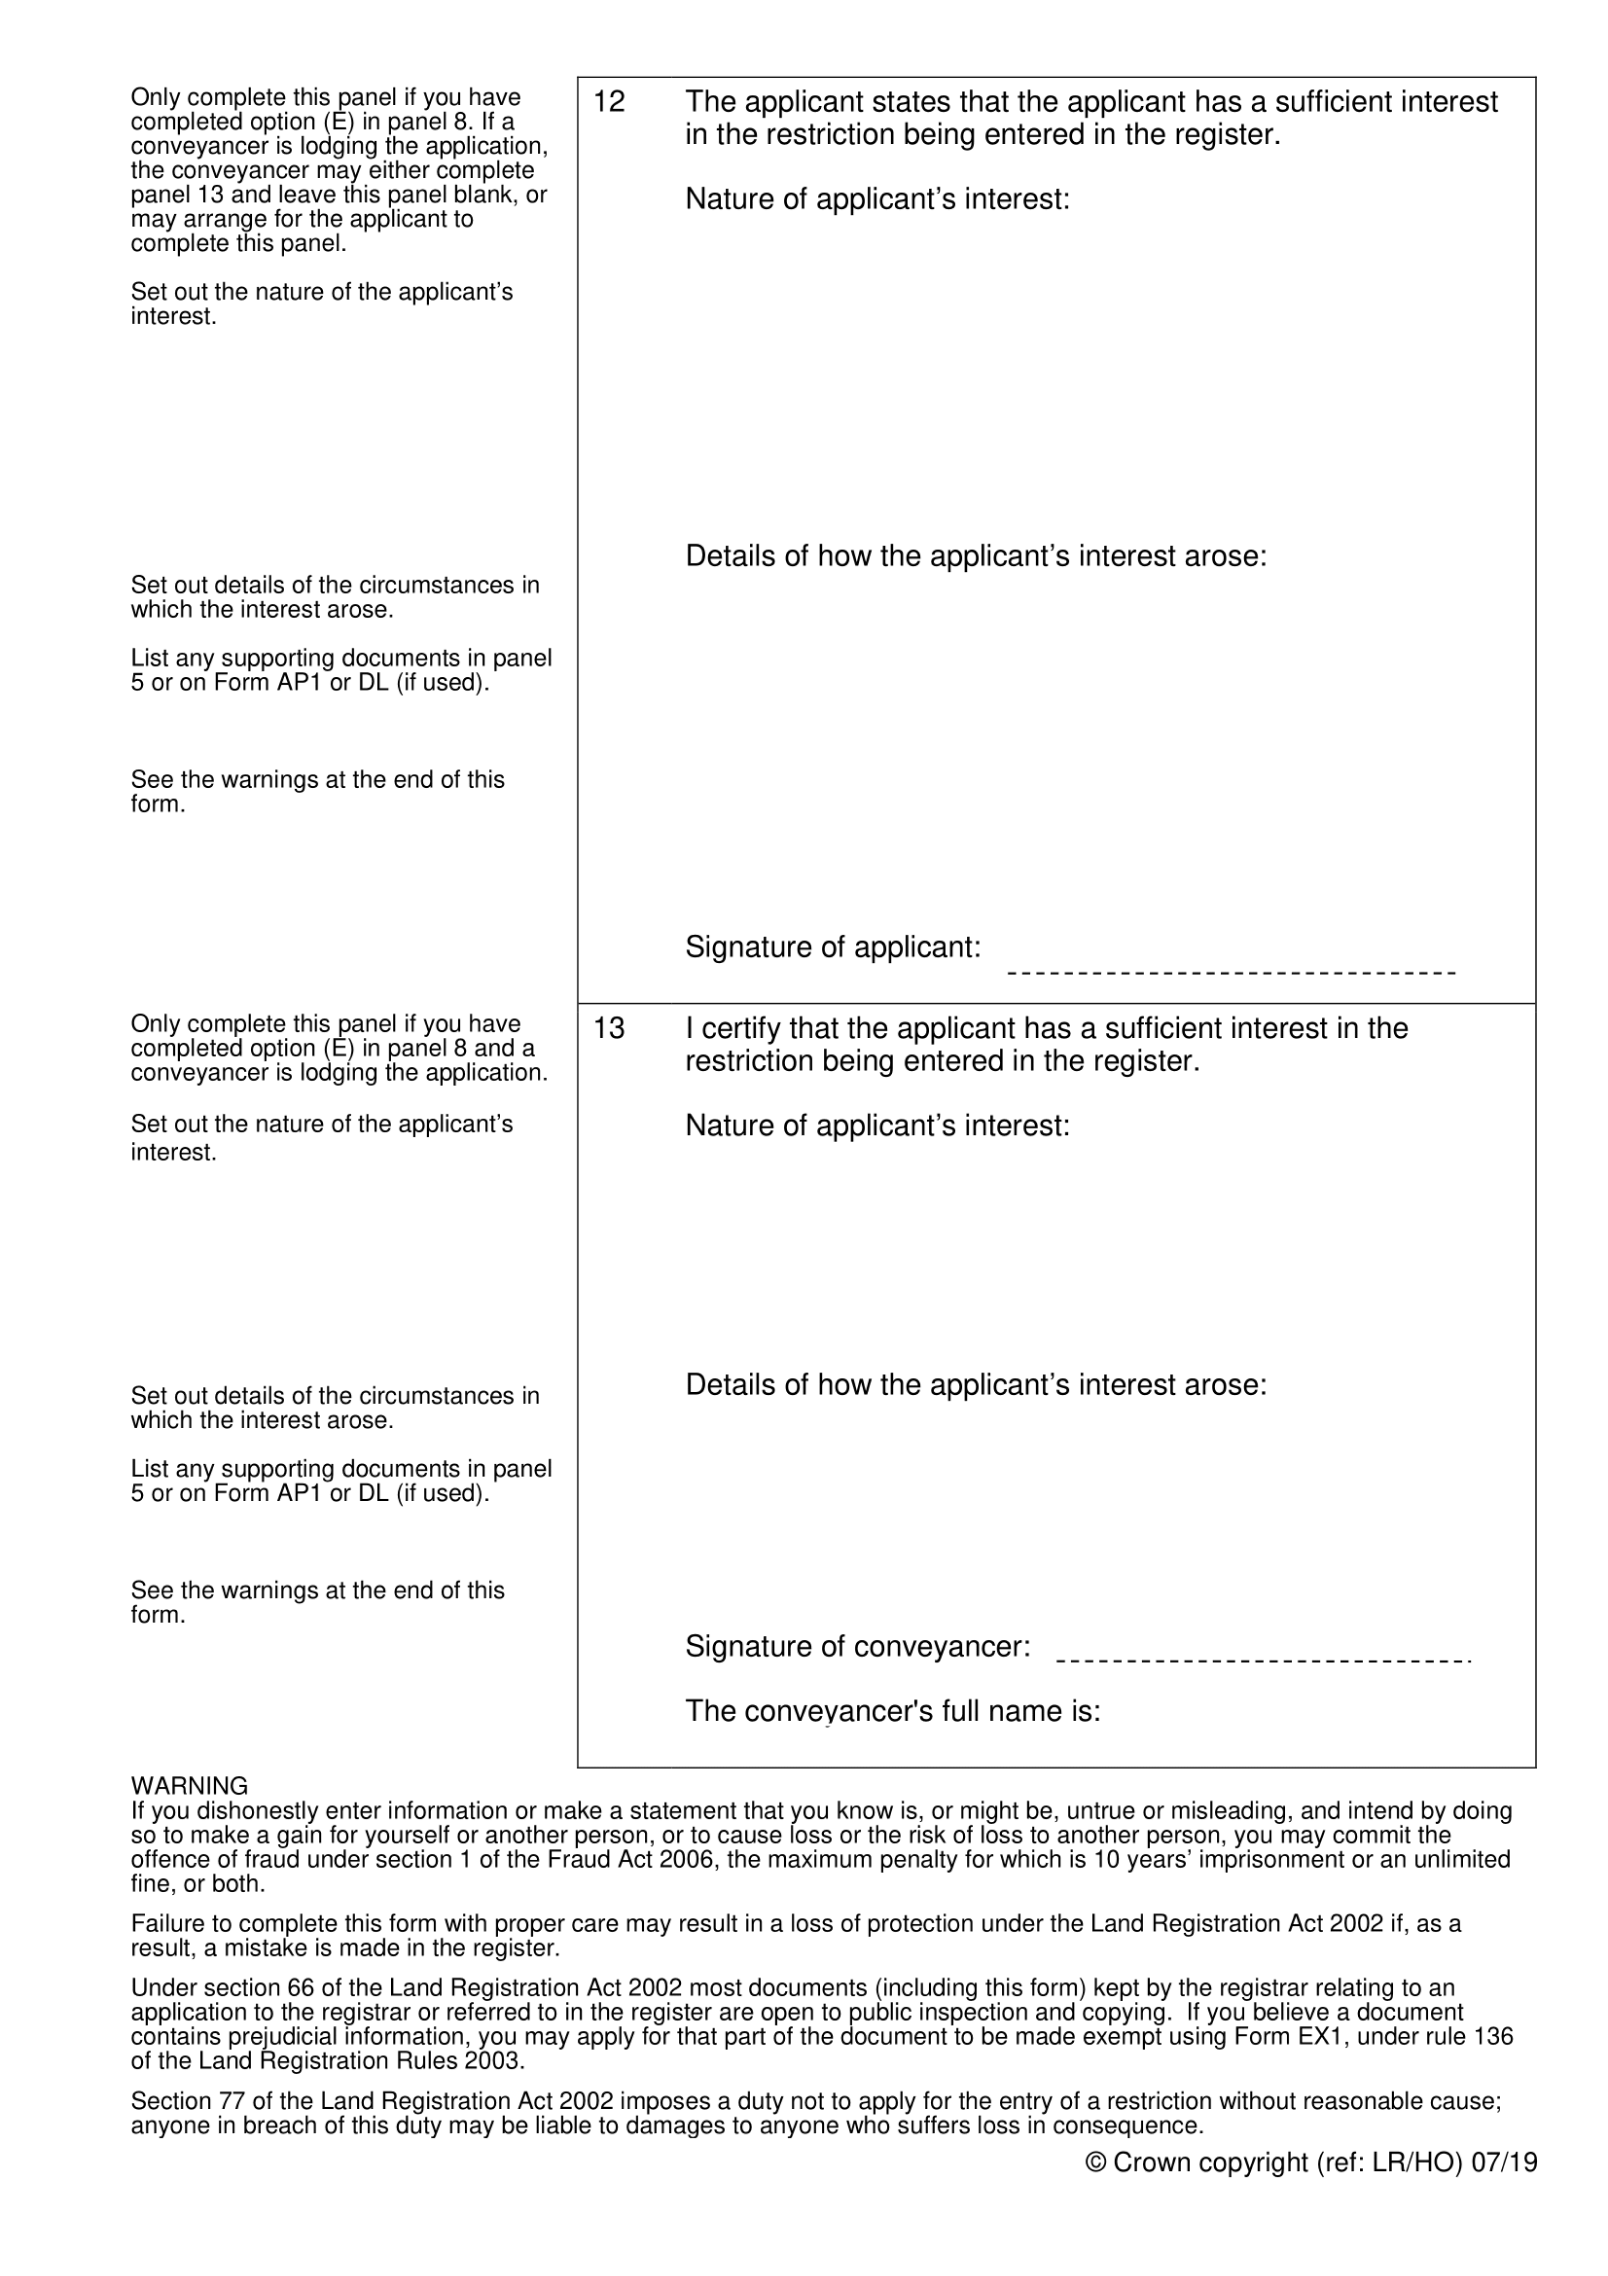 Only complete this panel if you have
completed option (E) in panel 8. If a
conveyancer is lodging the application,
the conveyancer may either complete
panel 13 and leave this panel blank, or
may arrange for the applicant to
complete this panel.
Set out the nature of the applicant’s
interest.
Set out details of the circumstances in
which the interest arose.
List any supporting documents in panel
5 or on Form AP1 or DL (if used).
See the warnings at the end of this
form.
12 The applicant states that the applicant has a sufficient interest
in the restriction being entered in the register.
Nature of applicant’s interest:
Details of how the applicant’s interest arose:
Signature of applicant:
Only complete this panel if you have
completed option (E) in panel 8 and a
conveyancer is lodging the application.
Set out the nature of the applicant’s
interest.
Set out details of the circumstances in
which the interest arose.
List any supporting documents in panel
5 or on Form AP1 or DL (if used).
See the warnings at the end of this
form.
13 I certify that the applicant has a sufficient interest in the
restriction being entered in the register.
Nature of applicant’s interest:
Details of how the applicant’s interest arose:
Signature of conveyancer:
The conveyancer's full name is:
WARNING
If you dishonestly enter information or make a statement that you know is, or might be, untrue or misleading, and intend by doing
so to make a gain for yourself or another person, or to cause loss or the risk of loss to another person, you may commit the
offence of fraud under section 1 of the Fraud Act 2006, the maximum penalty for which is 10 years’ imprisonment or an unlimited
fine, or both.
Failure to complete this form with proper care may result in a loss of protection under the Land Registration Act 2002 if, as a
result, a mistake is made in the register.
Under section 66 of the Land Registration Act 2002 most documents (including this form) kept by the registrar relating to an
application to the registrar or referred to in the register are open to public inspection and copying. If you believe a document
contains prejudicial information, you may apply for that part of the document to be made exempt using Form EX1, under rule 136
of the Land Registration Rules 2003.
Section 77 of the Land Registration Act 2002 imposes a duty not to apply for the entry of a restriction without reasonable cause;
anyone in breach of this duty may be liable to damages to anyone who suffers loss in consequence.
© Crown copyright (ref: LR/HO) 07/19